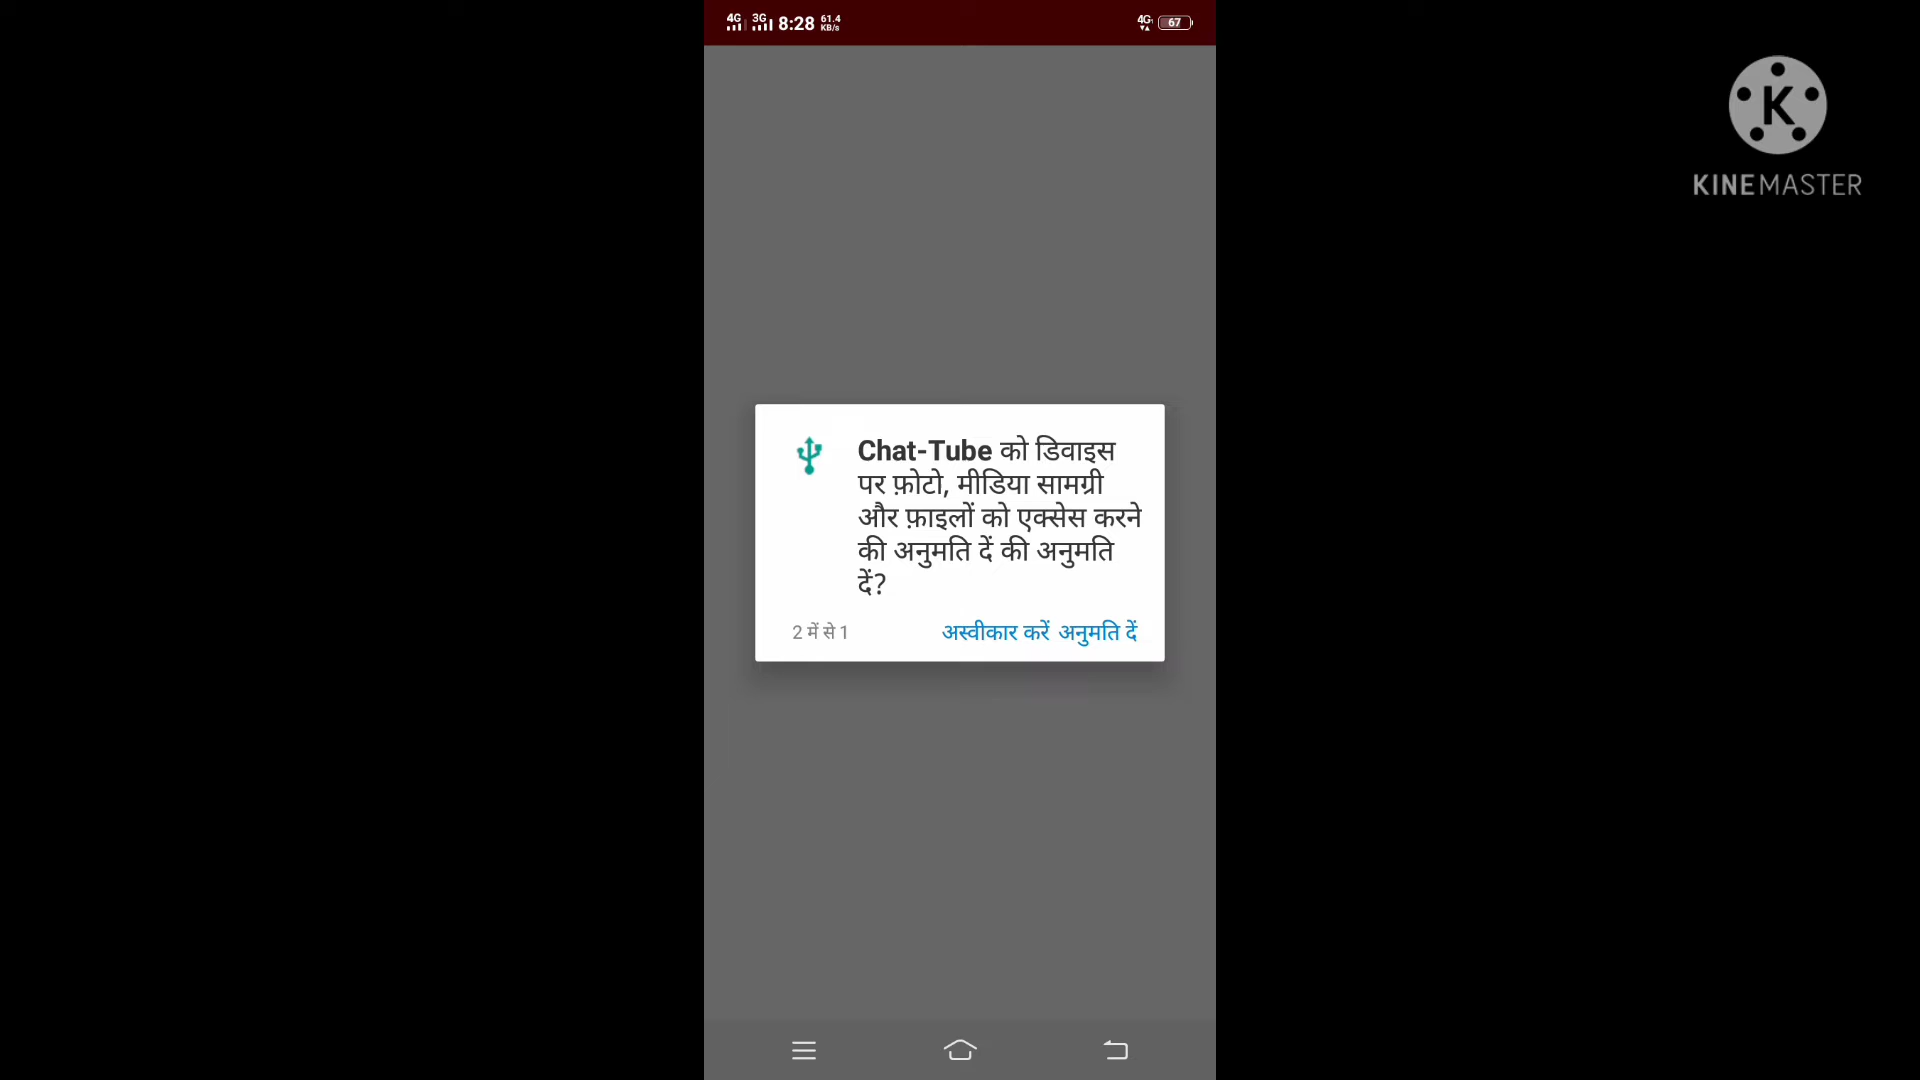 4G 3G 8:28 61.4 KB/s 4G 67
K
KINEMASTER
Chat-Tube को डिवाइस
पर फ़ोटो, मीडिया सामग्री
और फ़ाइलों को एक्सेस करने
की अनुमति दें की अनुमति
दें?
2 में से 1 अस्वीकार करें अनुमति दें